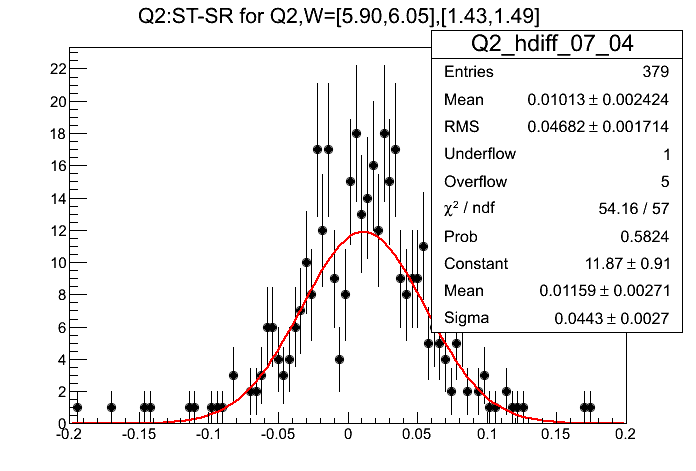 Q2:ST-SR for Q2,W=[5.90,6.05],[1.43,1.49]
Q2_hdiff_07_04
Entries 379
Mean 0.01013 ± 0.002424
RMS 0.04682 ± 0.001714
Underflow 1
Overflow 5
χ² / ndf 54.16 / 57
Prob 0.5824
Constant 11.87 ± 0.91
Mean 0.01159 ± 0.00271
Sigma 0.0443 ± 0.0027
22
20
18
16
14
12
10
8
6
4
2
0
-0.2 -0.15 -0.1 -0.05 0 0.05 0.1 0.15 0.2